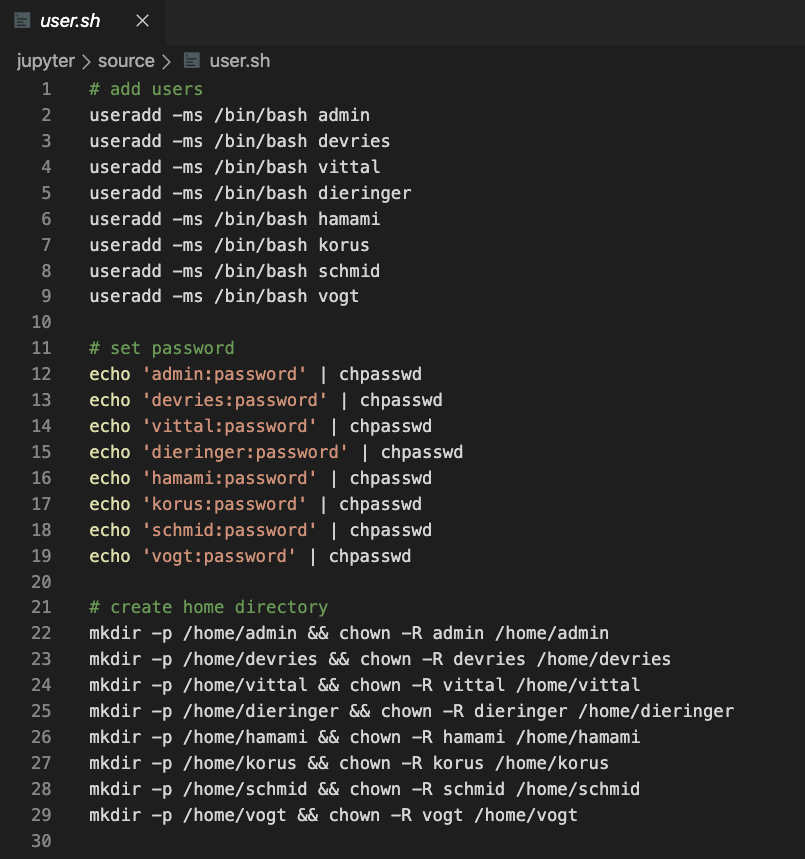 user.sh
jupyter > source > user.sh
1 # add users
2 useradd -ms /bin/bash admin
3 useradd -ms /bin/bash devries
4 useradd -ms /bin/bash vittal
5 useradd -ms /bin/bash dieringer
6 useradd -ms /bin/bash hamami
7 useradd -ms /bin/bash korus
8 useradd -ms /bin/bash schmid
9 useradd -ms /bin/bash vogt
10
11 # set password
12 echo 'admin:password' | chpasswd
13 echo 'devries:password' | chpasswd
14 echo 'vittal:password' | chpasswd
15 echo 'dieringer:password' | chpasswd
16 echo 'hamami:password' | chpasswd
17 echo 'korus:password' | chpasswd
18 echo 'schmid:password' | chpasswd
19 echo 'vogt:password' | chpasswd
20
21 # create home directory
22 mkdir -p /home/admin && chown -R admin /home/admin
23 mkdir -p /home/devries && chown -R devries /home/devries
24 mkdir -p /home/vittal && chown -R vittal /home/vittal
25 mkdir -p /home/dieringer && chown -R dieringer /home/dieringer
26 mkdir -p /home/hamami && chown -R hamami /home/hamami
27 mkdir -p /home/korus && chown -R korus /home/korus
28 mkdir -p /home/schmid && chown -R schmid /home/schmid
29 mkdir -p /home/vogt && chown -R vogt /home/vogt
30